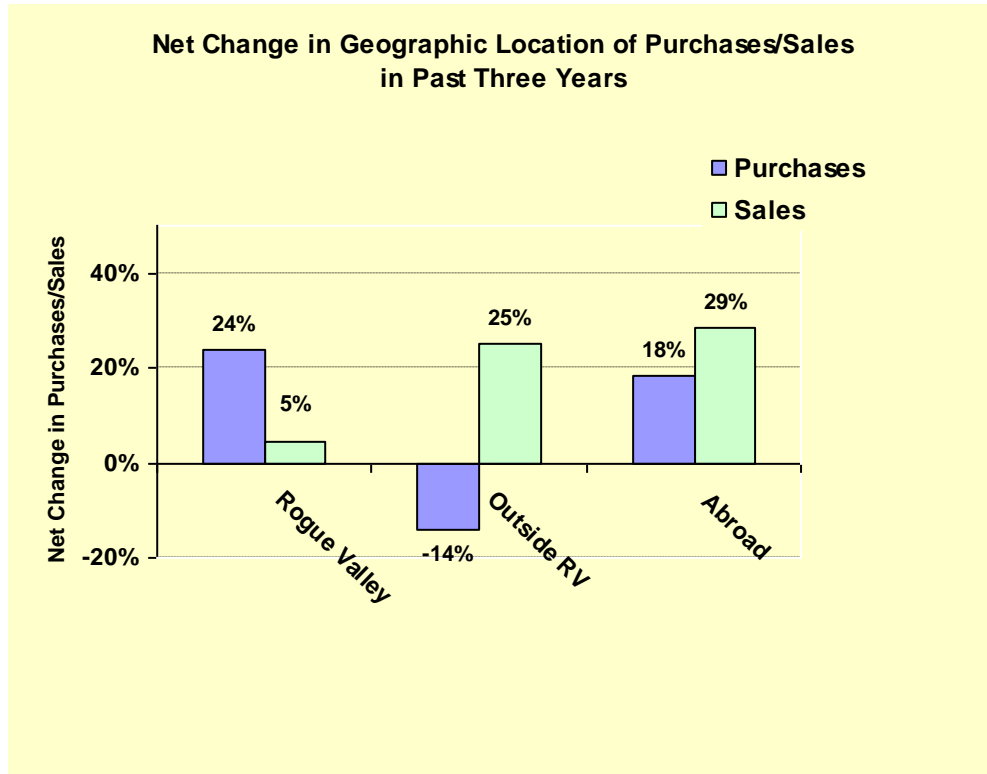 Net Change in Geographic Location of Purchases/Sales
in Past Three Years
Purchases
Sales
Net Change in Purchases/Sales
40%
20%
0%
-20%
24%
5%
-14%
25%
18%
29%
Rogue Valley
Outside RV
Abroad